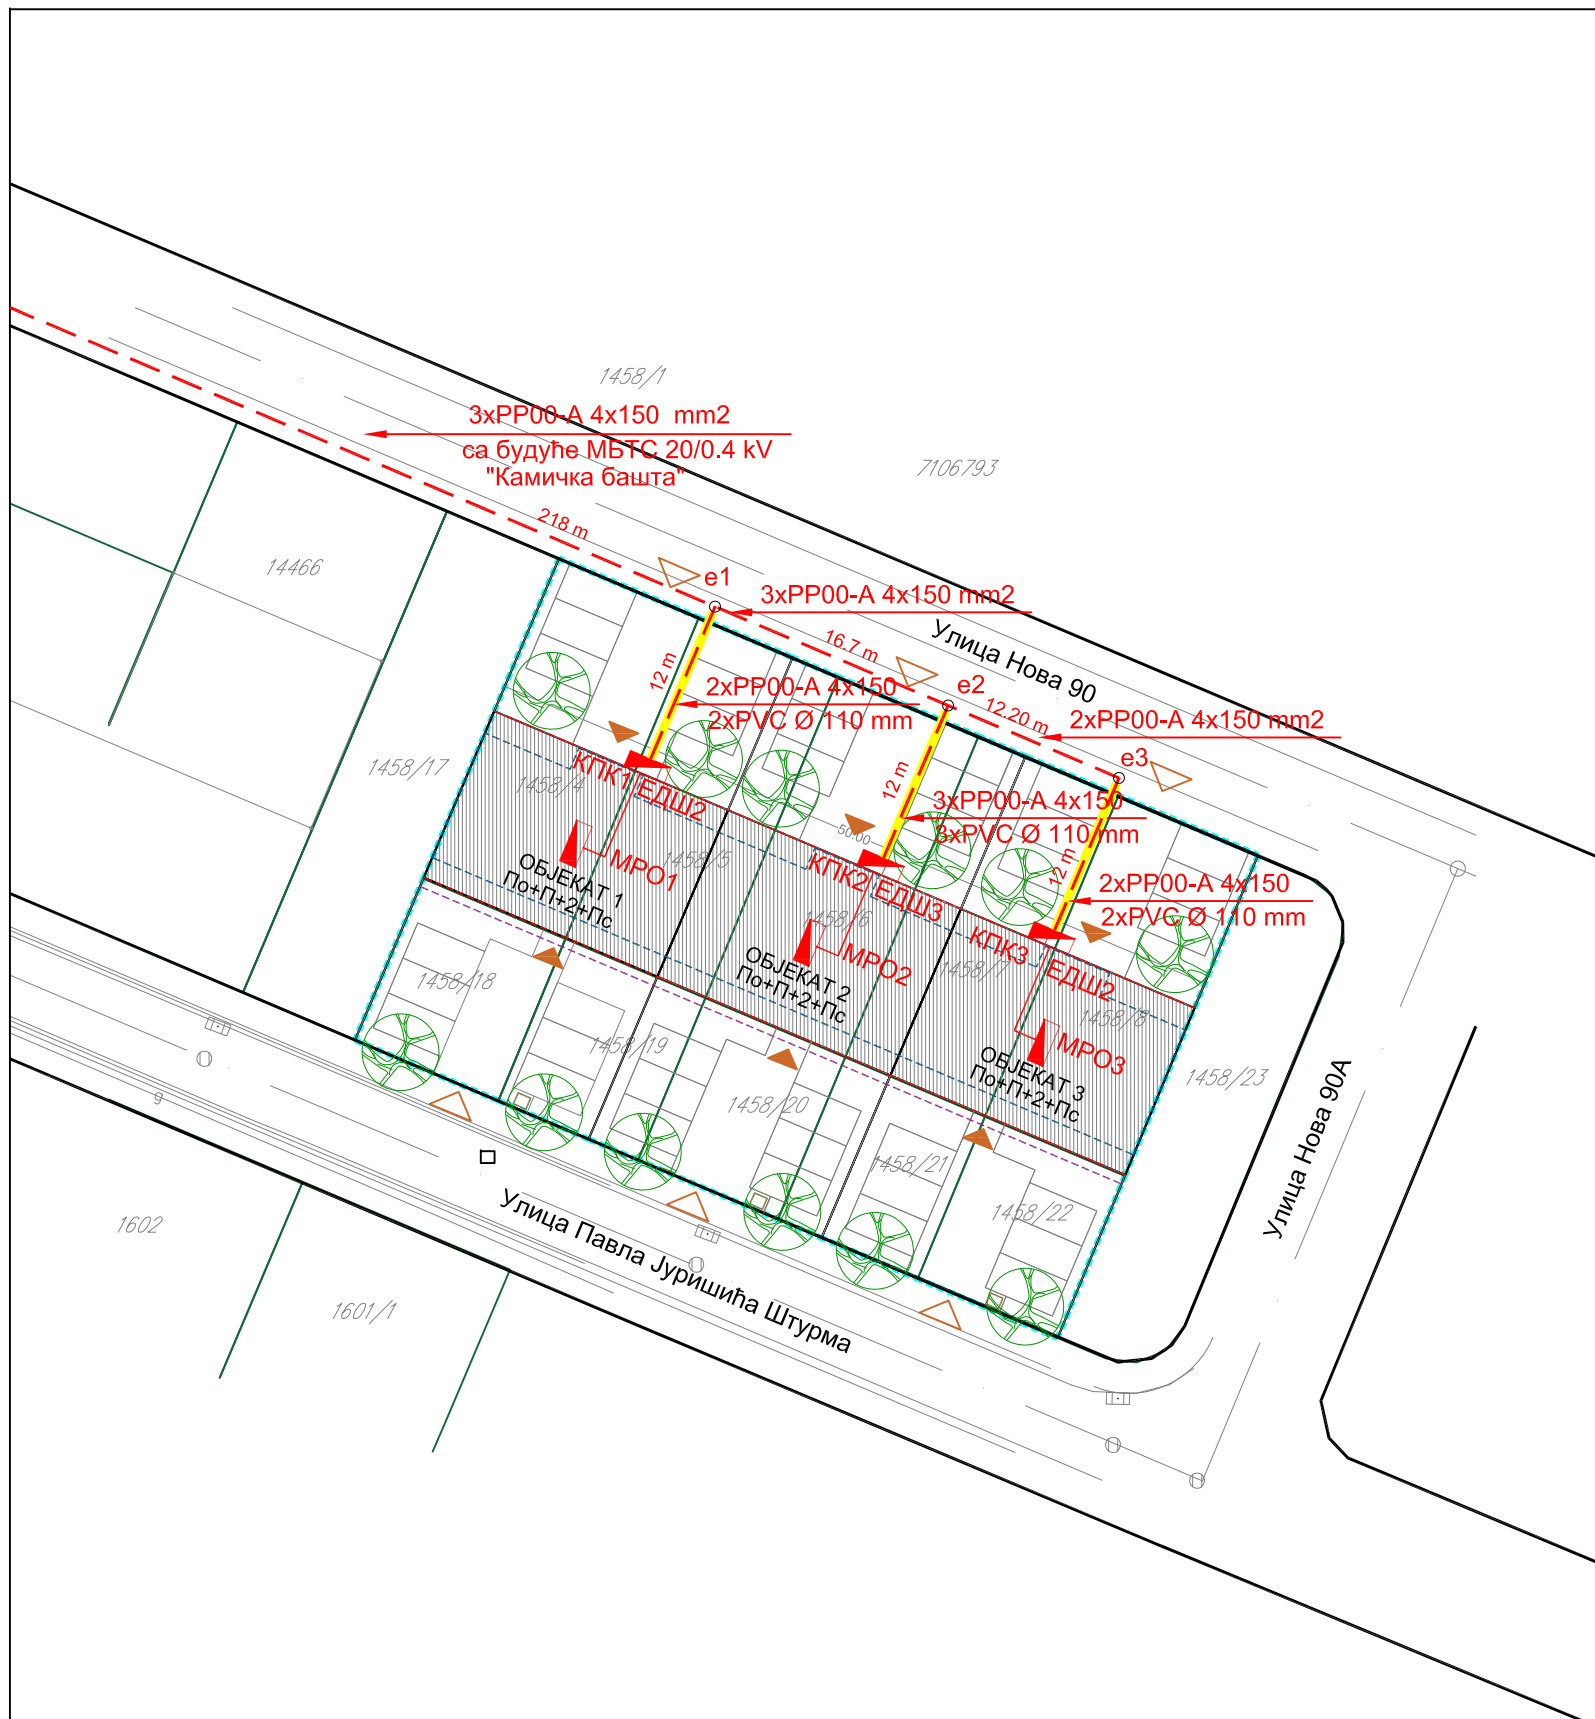 1458/1
3xPP00-A 4x150 mm2
са будуће МБТС 20/0.4 kV
"Камичка башта"
7106793
218 m
14466
e1
3xPP00-A 4x150 mm2
Улица Нова 90
16.7 m
12 m
2xPP00-A 4x150
2xPVC Ø 110 mm
e2
12.20 m
2xPP00-A 4x150 mm2
e3
1458/17
КПК1
ЕДШ2
1458/4
12 m
3xPP00-A 4x150
3xPVC Ø 110 mm
50.00
1458/5
МРО1
ОБЈЕКАТ 1
По+П+2+Пс
КПК2
ЕДШ3
12 m
2xPP00-A 4x150
2xPVC Ø 110 mm
1458/6
МРО2
ОБЈЕКАТ 2
По+П+2+Пс
КПК3
ЕДШ2
1458/7
1458/8
МРО3
ОБЈЕКАТ 3
По+П+2+Пс
1458/18
1458/19
1458/20
1458/21
1458/22
1458/23
Улица Нова 90А
9
1602
1601/1
Улица Павла Јуришића Штурма